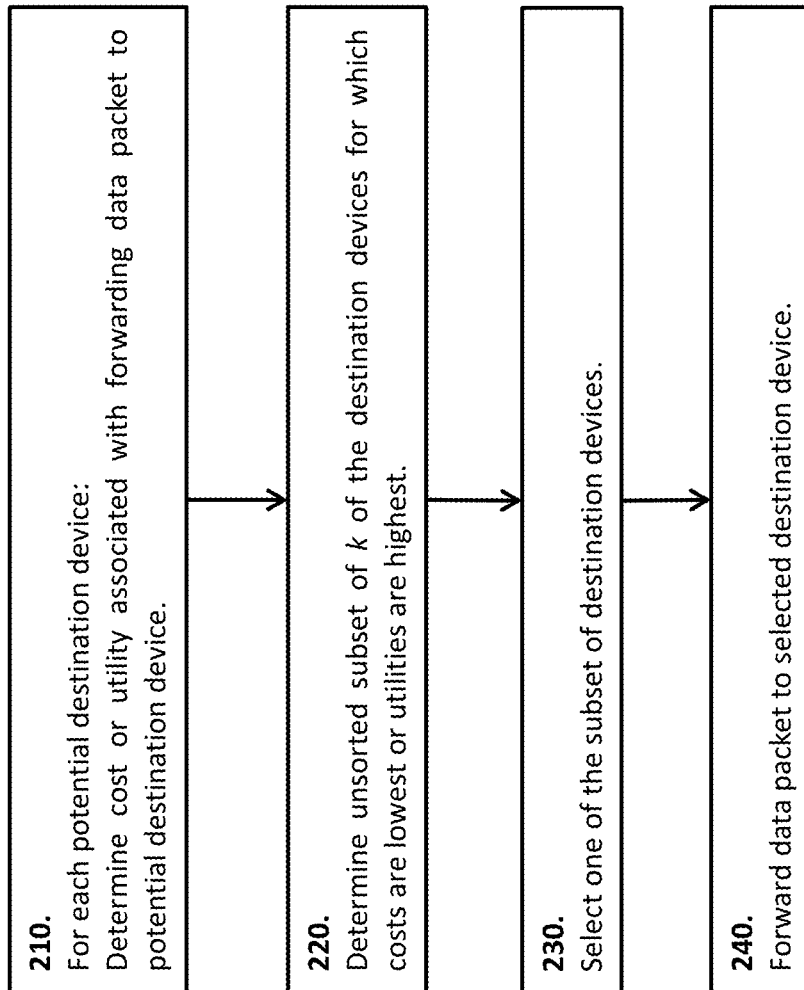 210.
For each potential destination device:
Determine cost or utility associated with forwarding data packet to
potential destination device.
220.
Determine unsorted subset of k of the destination devices for which
costs are lowest or utilities are highest.
230.
Select one of the subset of destination devices.
240.
Forward data packet to selected destination device.